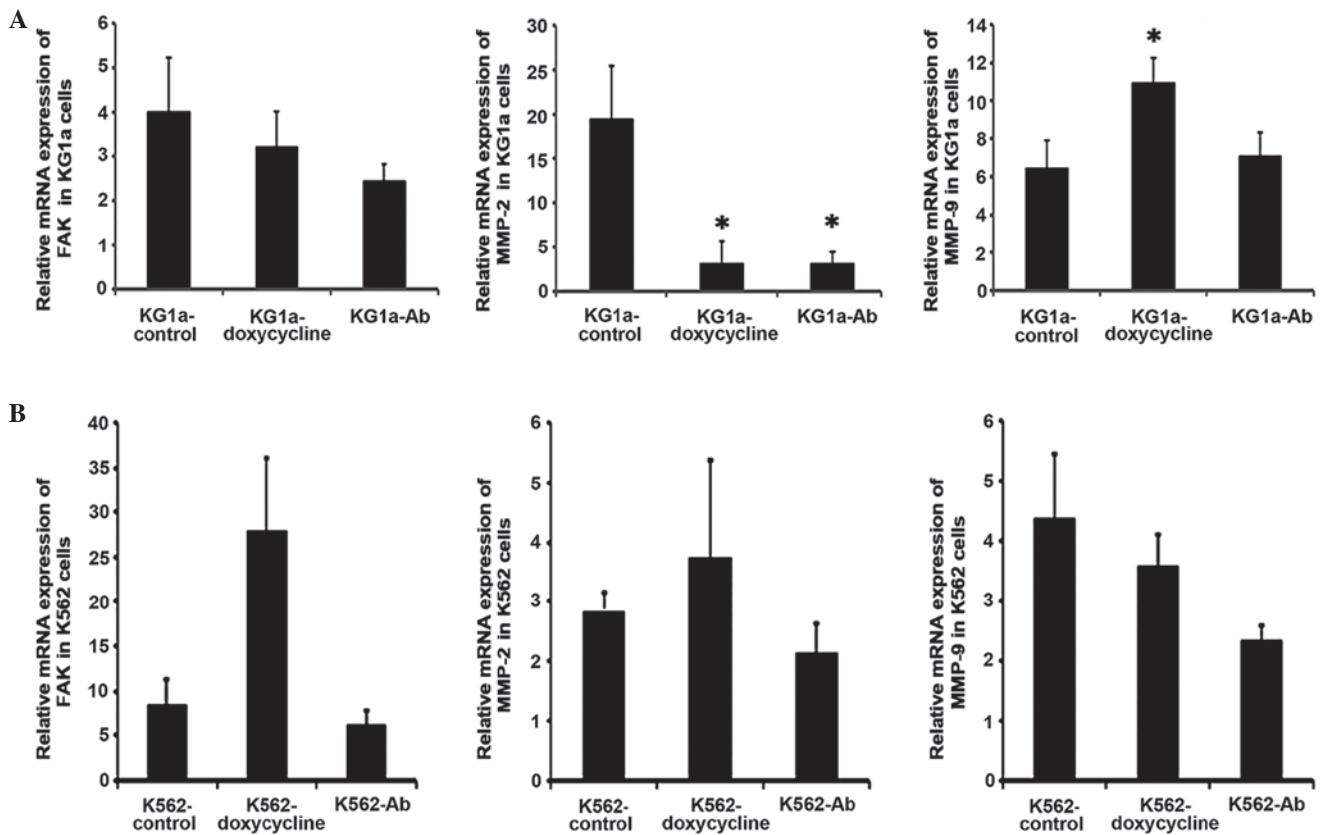 A
Relative mRNA expression of
FAK in KG1a cells
6
5
4
3
2
1
0
KG1a-
control
KG1a-
doxycycline
KG1a-Ab
Relative mRNA expression of
MMP-2 in KG1a cells
30
25
20
15
10
5
0
*
*
KG1a-
control
KG1a-
doxycycline
KG1a-Ab
Relative mRNA expression of
MMP-9 in KG1a cells
14
12
10
8
6
4
2
0
*
KG1a-
control
KG1a-
doxycycline
KG1a-Ab
B
Relative mRNA expression of
FAK in K562 cells
40
35
30
25
20
15
10
5
0
K562-
control
K562-
doxycycline
K562-Ab
Relative mRNA expression of
MMP-2 in K562 cells
6
5
4
3
2
1
0
K562-
control
K562-
doxycycline
K562-Ab
Relative mRNA expression of
MMP-9 in K562 cells
6
5
4
3
2
1
0
K562-
control
K562-
doxycycline
K562-Ab